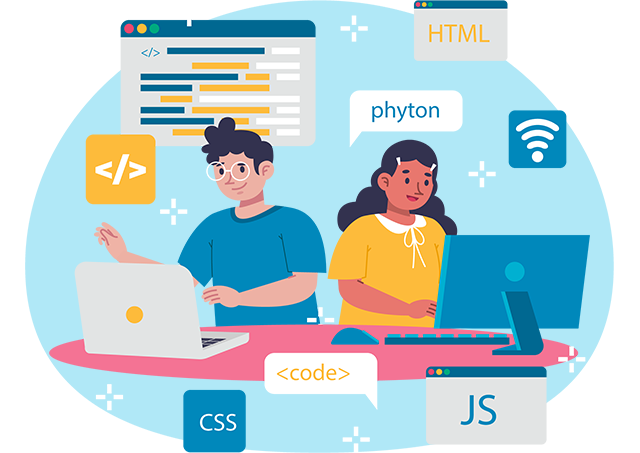 HTML
</>
phyton
</>
<code>
JS
CSS